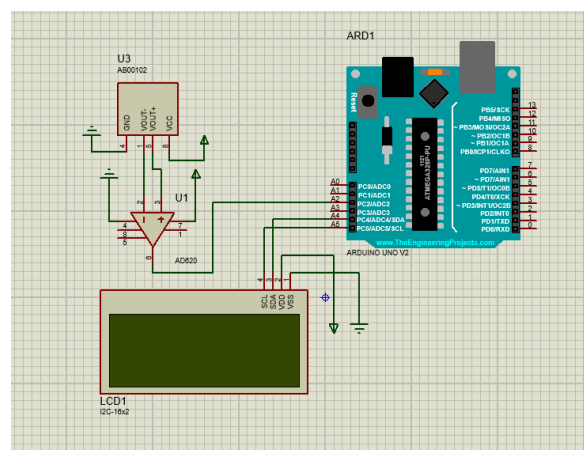 ARD1
U3
AB00102
GND
VOUT-
VOUT+
VCC
4
1
5
8
U1
2
3
4
8
5
7
1
6
AD620
Reset
ATMEGA328P-PU
1121
A0
A1
A2
A3
A4
A5
PC0/ADC0
PC1/ADC1
PC2/ADC2
PC3/ADC3
PC4/ADC4/SDA
PC5/ADC5/SCL
PB5/SCK
PB4/MISO
~ PB3/MOSI/OC2A
~ PB2/OC1B
~ PB1/OC1A
PB0/ICP1/CLKO
13
12
11
10
9
8
PD7/AIN1
~ PD5/T1/OC0B
PD4/T0/XCK
~ PD3/INT1/OC2B
PD2/INT0
PD1/TXD
PD0/RXD
7
6
5
4
3
2
1
0
www.TheEngineeringProjects.com
ARDUINO UNO V2
4
3
2
1
SCL
SDA
VDD
VSS
LCD1
I2C-16x2